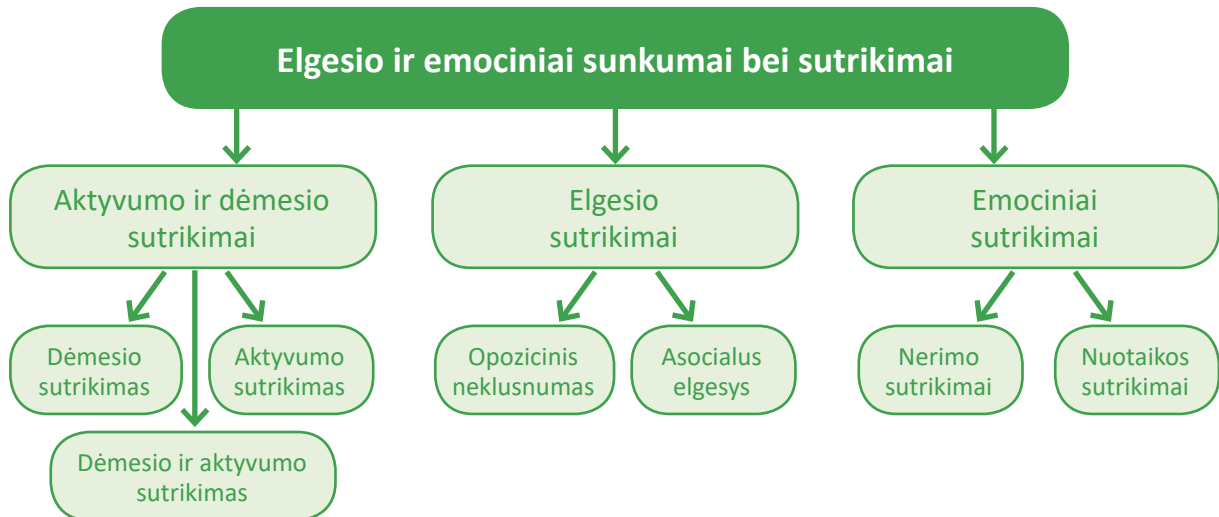 Elgesio ir emociniai sunkumai bei sutrikimai
Aktyvumo ir dėmesio
sutrikimai
Elgesio
sutrikimai
Emociniai
sutrikimai
Dėmesio
sutrikimas
Aktyvumo
sutrikimas
Opozicinis
neklusnumas
Asocialus
elgesys
Nerimo
sutrikimai
Nuotaikos
sutrikimai
Dėmesio ir aktyvumo
sutrikimas